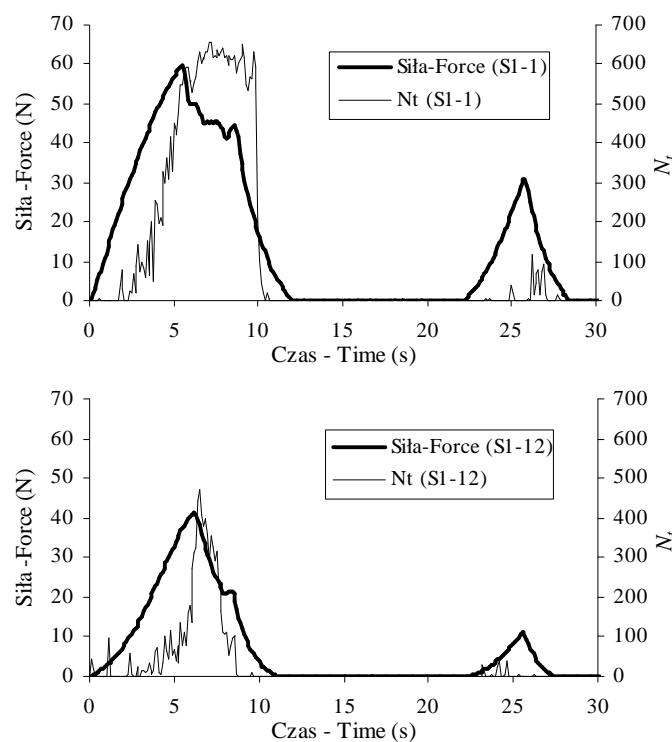 70
60
50
40
30
20
10
0
Siła -Force (N)
700
600
500
400
300
200
100
0
Nt
Siła-Force (S1-1)
Nt (S1-1)
0 5 10 15 20 25 30
Czas - Time (s)
70
60
50
40
30
20
10
0
Siła -Force (N)
700
600
500
400
300
200
100
0
Nt
Siła-Force (S1-12)
Nt (S1-12)
0 5 10 15 20 25 30
Czas - Time (s)